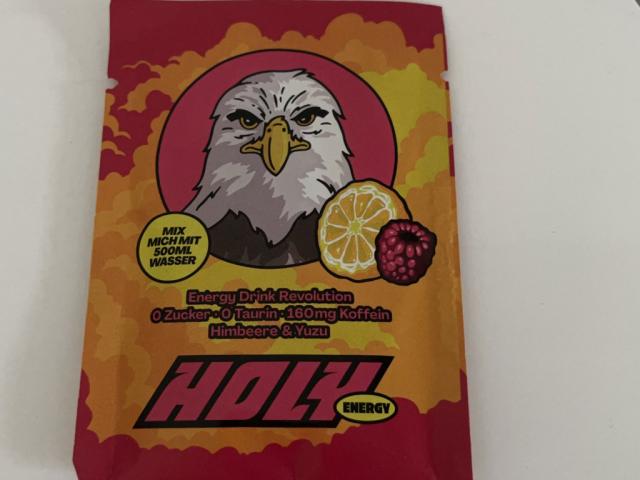 MIX
MICH MIT
500ML
WASSER
Energy Drink Revolution
0 Zucker · 0 Taurin · 160mg Koffein
Himbeere & Yuzu
HOLY
ENERGY